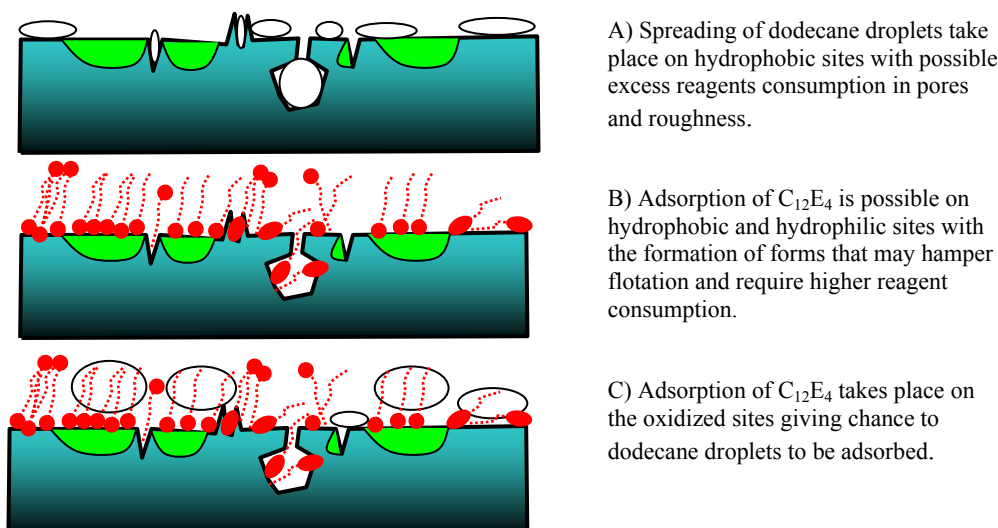 A) Spreading of dodecane droplets take
place on hydrophobic sites with possible
excess reagents consumption in pores
and roughness.
B) Adsorption of C₁₂E₄ is possible on
hydrophobic and hydrophilic sites with
the formation of forms that may hamper
flotation and require higher reagent
consumption.
C) Adsorption of C₁₂E₄ takes place on
the oxidized sites giving chance to
dodecane droplets to be adsorbed.